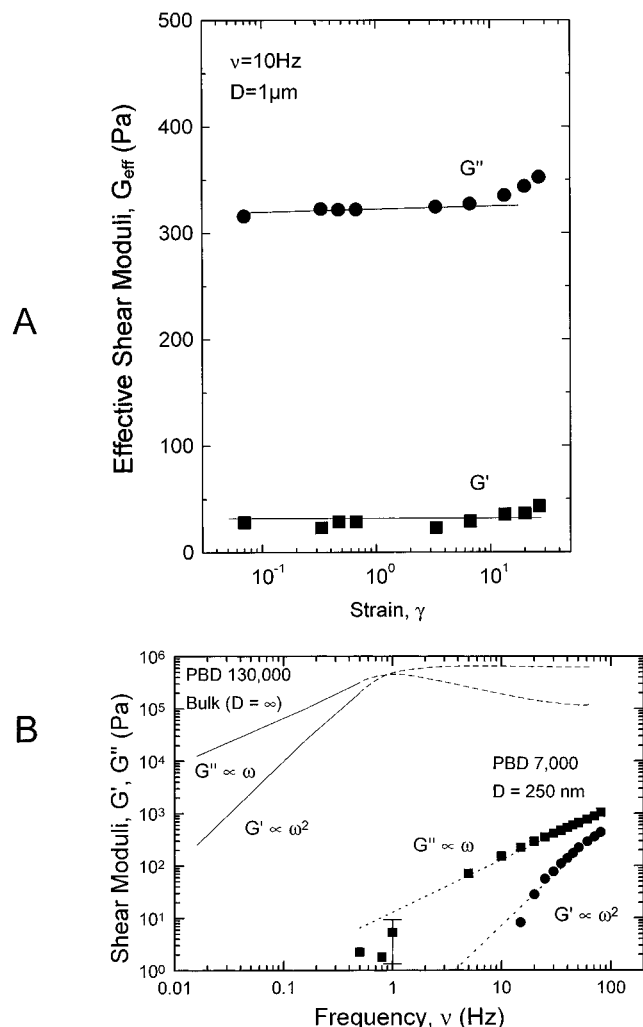 A
500
400
300
200
100
0
Effective Shear Moduli, G_eff (Pa)
ν=10Hz
D=1μm
G"
G'
10⁻¹
10⁰
10¹
Strain, γ
B
10⁶
10⁵
10⁴
10³
10²
10¹
10⁰
Shear Moduli, G', G" (Pa)
PBD 130,000
Bulk (D = ∞)
G" ∝ ω
G' ∝ ω²
PBD 7,000
D = 250 nm
G" ∝ ω
G' ∝ ω²
0.01
0.1
1
10
100
Frequency, ν (Hz)